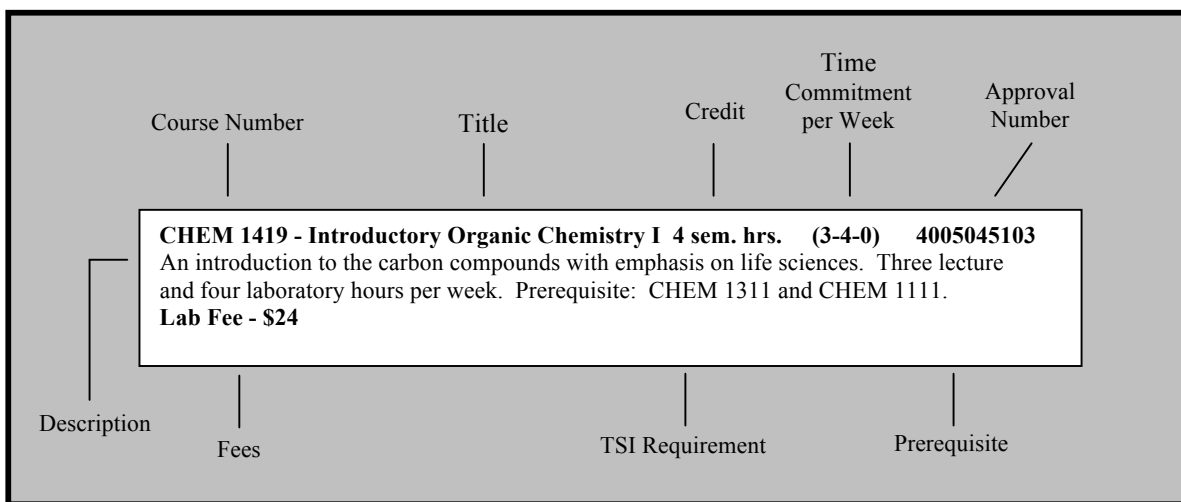 Time
Commitment
per Week
Approval
Number
Credit
Course Number
Title
CHEM 1419 - Introductory Organic Chemistry I 4 sem. hrs. (3-4-0) 4005045103
An introduction to the carbon compounds with emphasis on life sciences. Three lecture
and four laboratory hours per week. Prerequisite: CHEM 1311 and CHEM 1111.
Lab Fee - $24
Description
Fees
TSI Requirement
Prerequisite